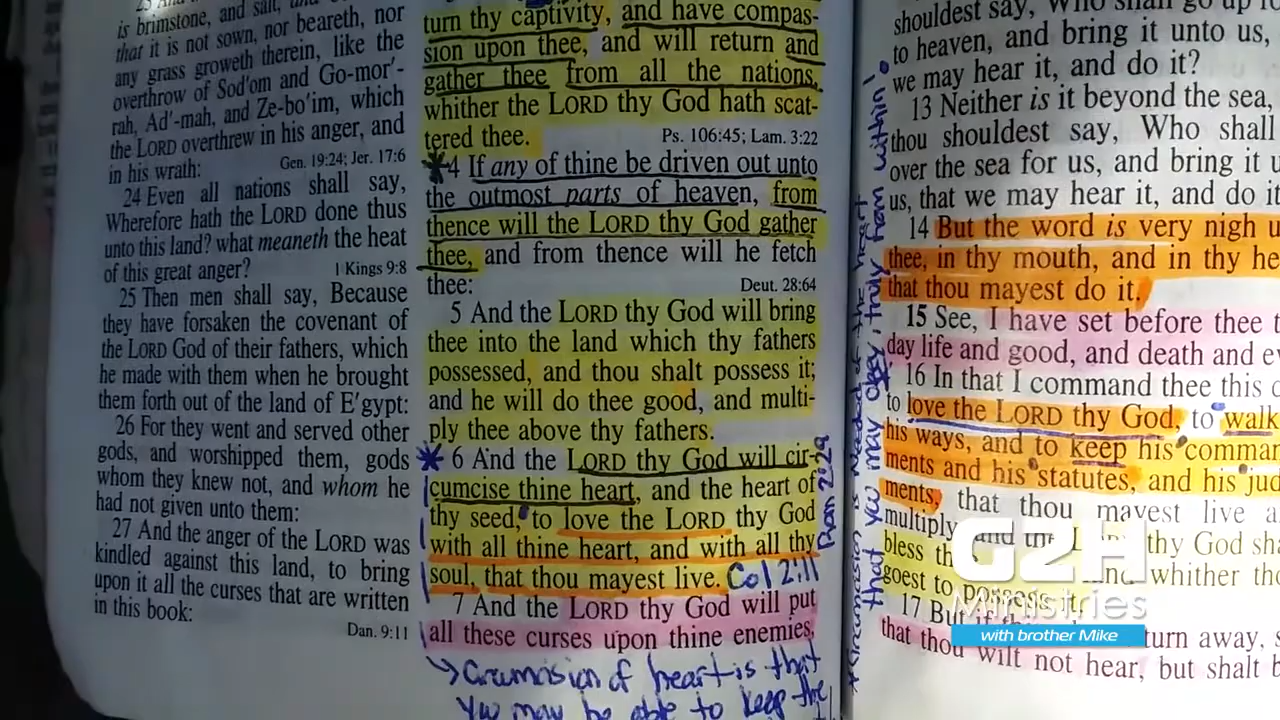 is brimstone, and salt,
that it is not sown, nor beareth, nor
any grass groweth therein, like the
overthrow of Sod'om and Go-mor'-
rah, Ad'-mah, and Ze-bo'im, which
the LORD overthrew in his anger, and
in his wrath: Gen. 19:24; Jer. 17:6
24 Even all nations shall say,
Wherefore hath the LORD done thus
unto this land? what meaneth the heat
of this great anger? 1 Kings 9:8
25 Then men shall say, Because
they have forsaken the covenant of
the LORD God of their fathers, which
he made with them when he brought
them forth out of the land of E'gypt:
26 For they went and served other
gods, and worshipped them, gods
whom they knew not, and whom he
had not given unto them:
27 And the anger of the LORD was
kindled against this land, to bring
upon it all the curses that are written
in this book:
Dan. 9:11
turn thy captivity, and have compas-
sion upon thee, and will return and
gather thee from all the nations,
whither the LORD thy God hath scat-
tered thee. Ps. 106:45; Lam. 3:22
4 If any of thine be driven out unto
the outmost parts of heaven, from
thence will the LORD thy God gather
thee, and from thence will he fetch
thee: Deut. 28:64
5 And the LORD thy God will bring
thee into the land which thy fathers
possessed, and thou shalt possess it;
and he will do thee good, and multi-
ply thee above thy fathers.
6 And the LORD thy God will cir-
cumcise thine heart, and the heart of
thy seed, to love the LORD thy God
with all thine heart, and with all thy
soul, that thou mayest live. Col 2:11
7 And the LORD thy God will put
all these curses upon thine enemies,
Circumcision of heart is that
you may be able to keep the
Rom 2:29
that you may obey, truly from within!
shouldest say, Who shall go up
to heaven, and bring it unto us,
we may hear it, and do it?
13 Neither is it beyond the sea,
thou shouldest say, Who shall
over the sea for us, and bring it
us, that we may hear it, and do
14 But the word is very nigh
thee, in thy mouth, and in thy
that thou mayest do it.
15 See, I have set before thee
day life and good, and death and
16 In that I command thee this
to love the LORD thy God, to walk
his ways, and to keep his comman
ments and his statutes, and his jud
ments, that thou mayest live
multiply: and the thy God
bless whither
goest to possess it.
17 But if turn away,
that thou wilt not hear, but shalt
G2H
Ministries
with brother Mike